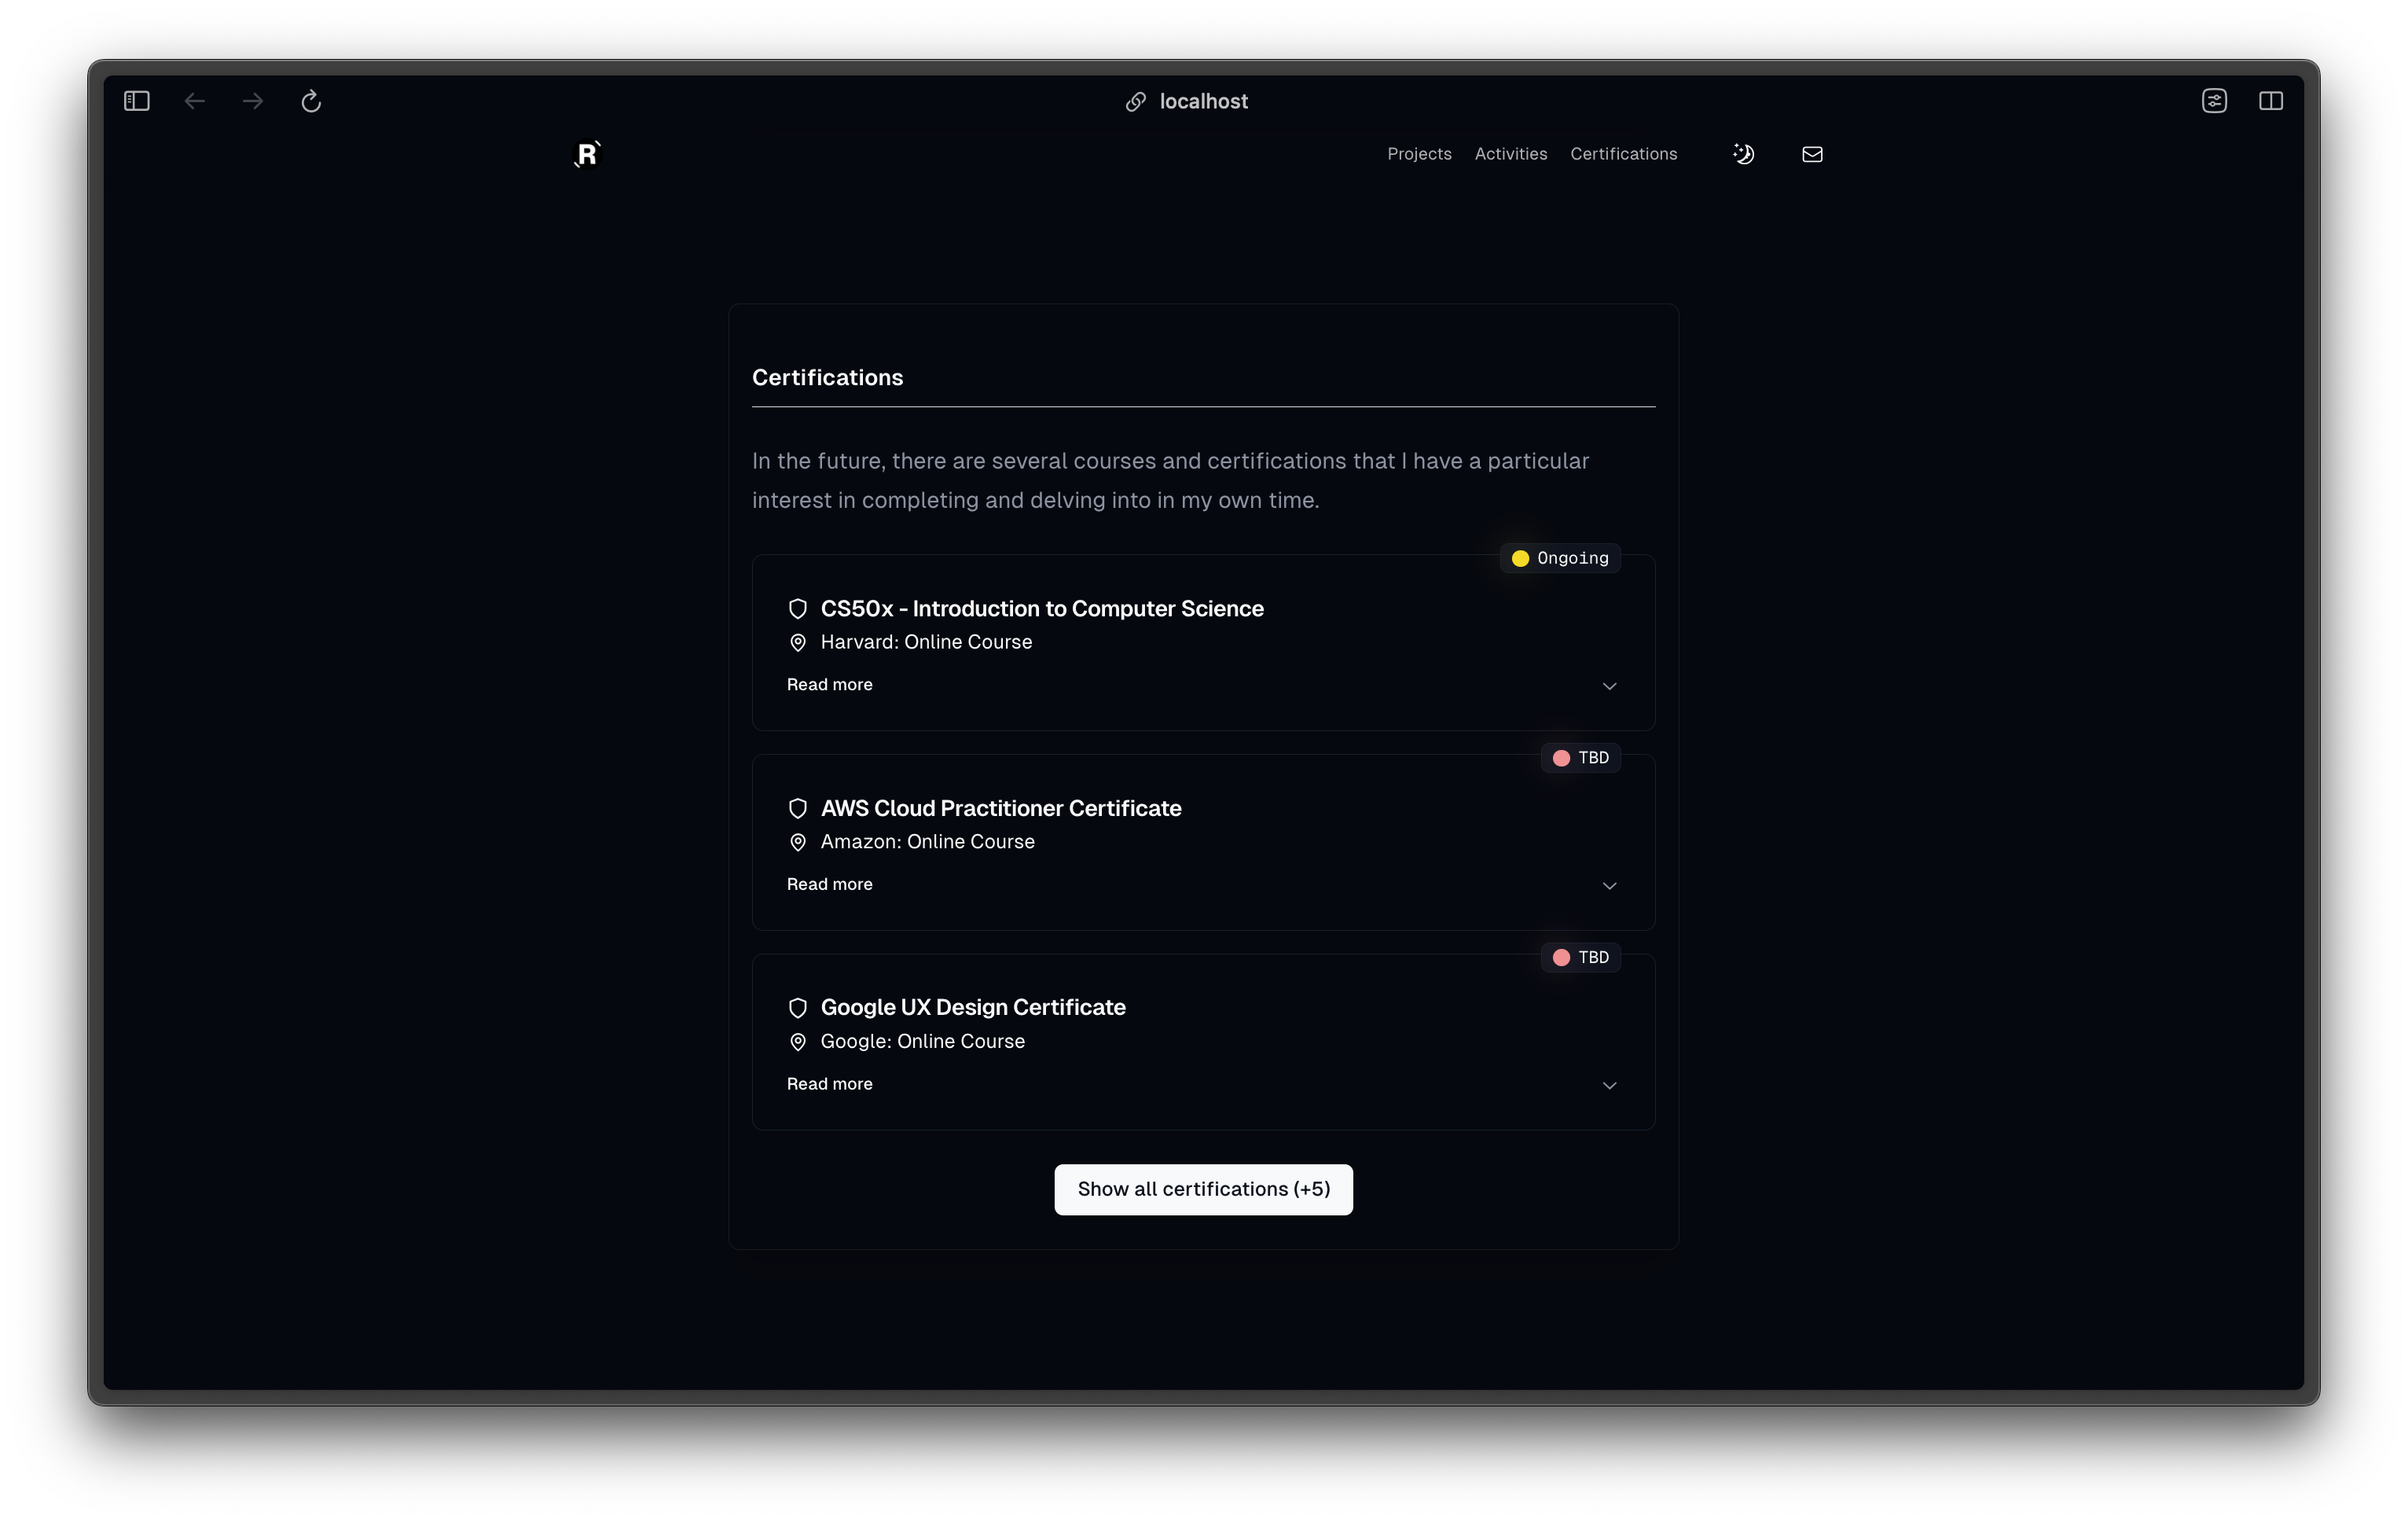 localhost
R
Projects Activities Certifications
Certifications
In the future, there are several courses and certifications that I have a particular
interest in completing and delving into in my own time.
Ongoing
CS50x - Introduction to Computer Science
Harvard: Online Course
Read more
TBD
AWS Cloud Practitioner Certificate
Amazon: Online Course
Read more
TBD
Google UX Design Certificate
Google: Online Course
Read more
Show all certifications (+5)